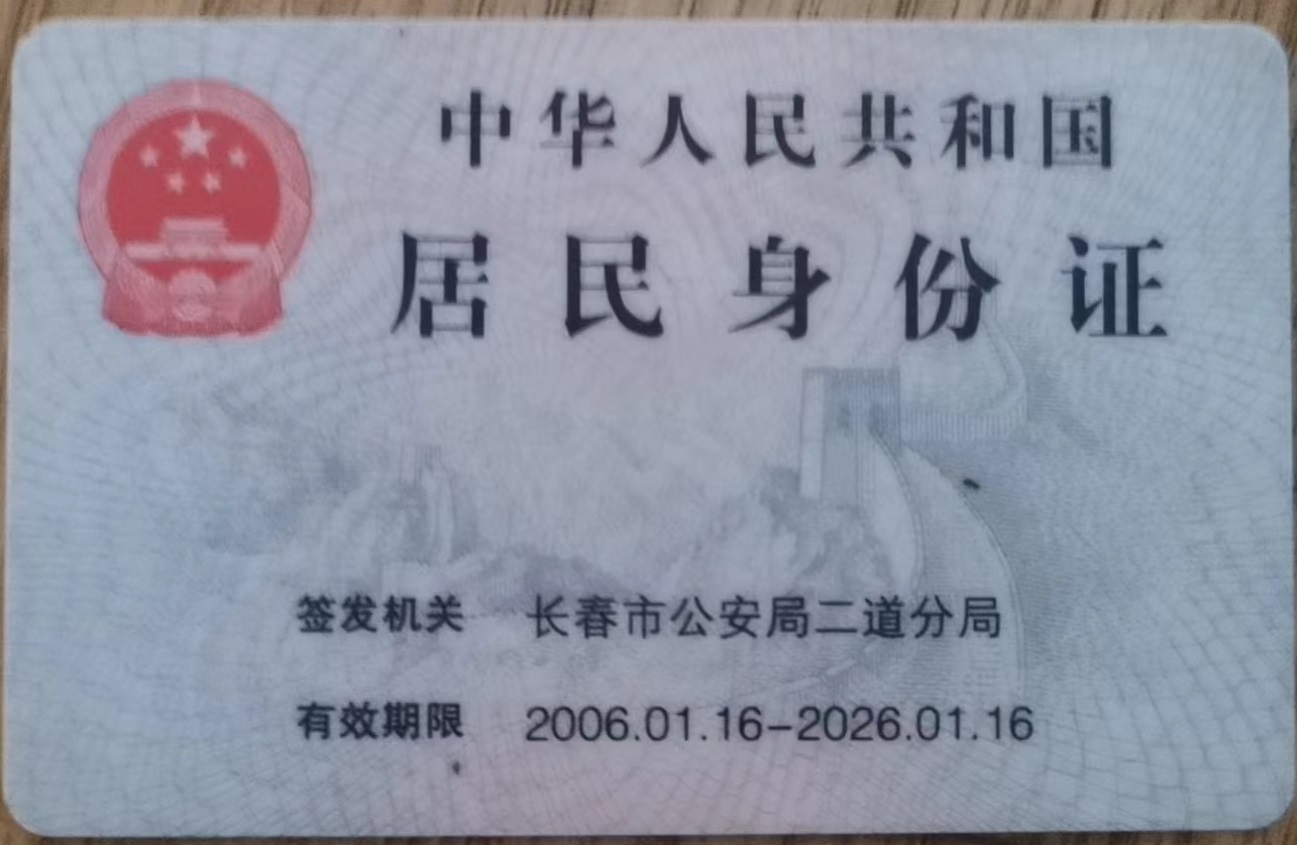 中华人民共和国
居民身份证
签发机关 长春市公安局二道分局
有效期限 2006.01.16-2026.01.16